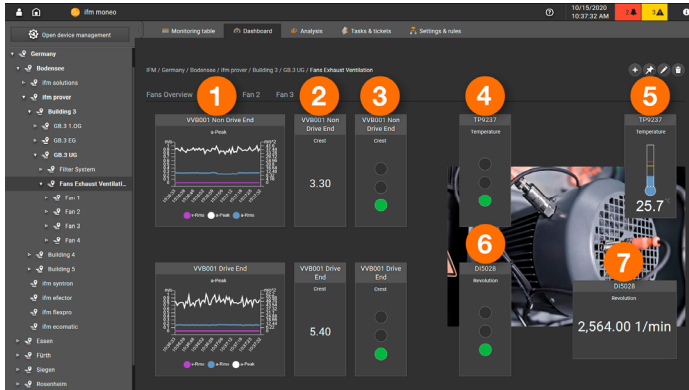 ifm moneo
10/15/2020
10:37:32 AM
2
3
Open device management
Monitoring table
Dashboard
Analysis
Tasks & tickets
Settings & rules
Germany
Bodensee
ifm solutions
ifm prover
Building 3
GB.3 1.OG
GB.3 EG
GB.3 UG
Filter System
Fans Exhaust Ventilati...
Fan 1
Fan 2
Fan 3
Fan 4
Building 4
Building 5
ifm syntron
ifm efector
ifm flexpro
ifm ecomatic
Essen
Fürth
Siegen
Rosenheim
IFM / Germany / Bodensee / ifm prover / Building 3 / GB.3 UG / Fans Exhaust Ventilation
Fans Overview
Fan 2
Fan 3
1
2
3
4
5
VVB001 Non Drive End
a-Peak
v-Rms
a-Peak
a-Rms
VVB001 Non
Drive End
Crest
3.30
VVB001 Non
Drive End
Crest
TP9237
Temperature
TP9237
Temperature
25.7
6
7
VVB001 Drive End
a-Peak
v-Rms
a-Peak
a-Rms
VVB001 Drive
End
Crest
5.40
VVB001 Drive
End
Crest
DI5028
Revolution
DI5028
Revolution
2,564.00 1/min